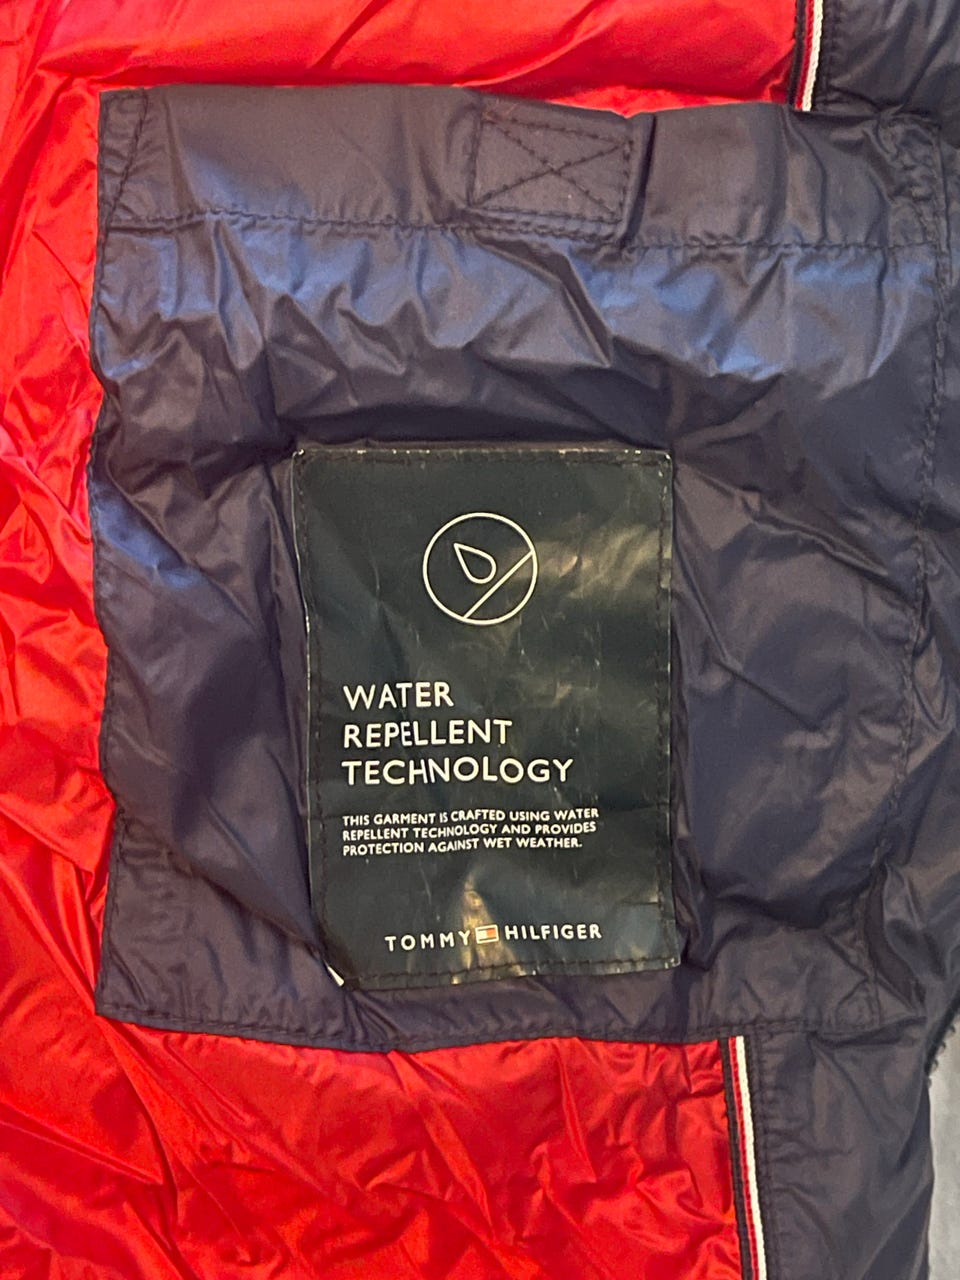 WATER
REPELLENT
TECHNOLOGY
THIS GARMENT IS CRAFTED USING WATER
REPELLENT TECHNOLOGY AND PROVIDES
PROTECTION AGAINST WET WEATHER.
TOMMY HILFIGER